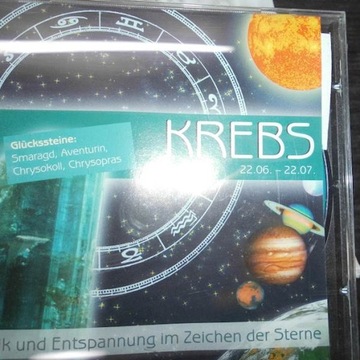 Glückssteine:
Smaragd, Aventurin,
Chrysokoll, Chrysopras
KREBS
22.06. – 22.07.
k und Entspannung im Zeichen der Sterne